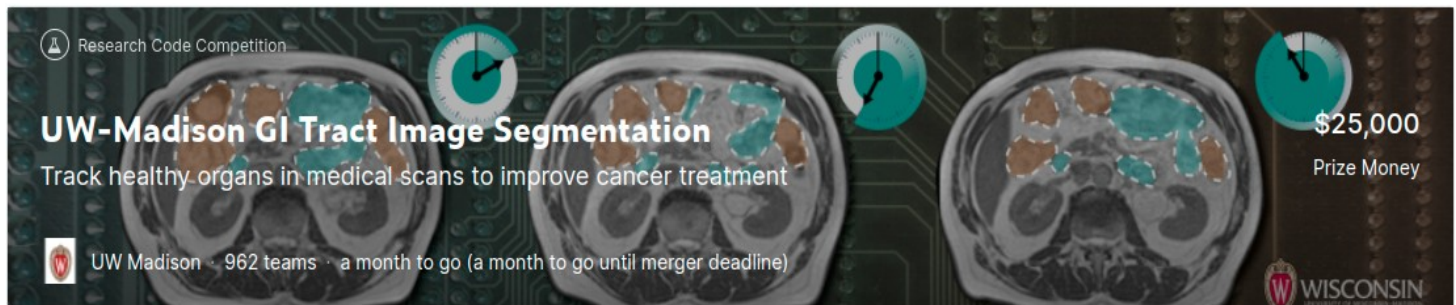 Research Code Competition
UW-Madison GI Tract Image Segmentation
$25,000
Track healthy organs in medical scans to improve cancer treatment
Prize Money
W
UW Madison · 962 teams · a month to go (a month to go until merger deadline)
W WISCONSIN